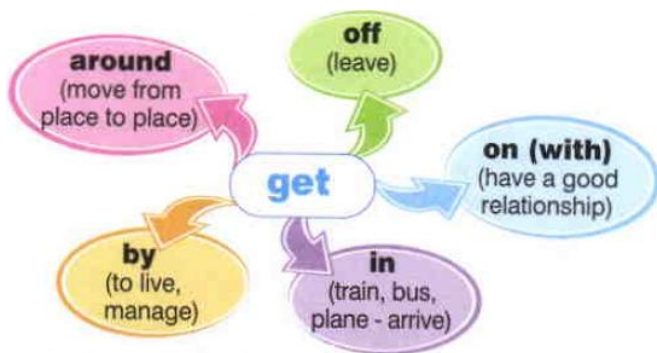 around
(move from
place to place)
off
(leave)
get
on (with)
(have a good
relationship)
by
(to live,
manage)
in
(train, bus,
plane - arrive)